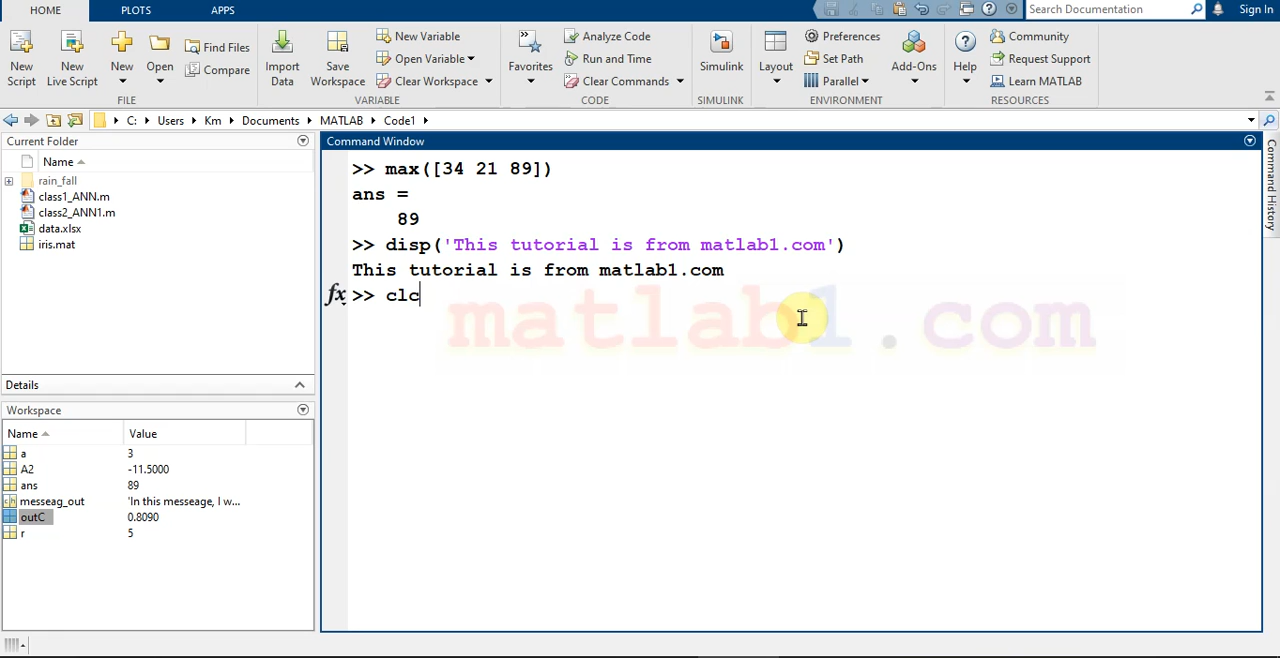 HOME PLOTS APPS
Search Documentation Sign In
New Script
New Live Script
New
Open
Find Files
Compare
FILE
Import Data
Save Workspace
New Variable
Open Variable
Clear Workspace
VARIABLE
Favorites
Analyze Code
Run and Time
Clear Commands
CODE
Simulink
SIMULINK
Layout
Preferences
Set Path
Parallel
ENVIRONMENT
Add-Ons
Help
Community
Request Support
Learn MATLAB
RESOURCES
C: Users Km Documents MATLAB Code1
Current Folder
Name
rain_fall
class1_ANN.m
class2_ANN1.m
data.xlsx
iris.mat
Details
Workspace
Name Value
a 3
A2 -11.5000
ans 89
messeag_out 'In this messeage, I w...
outC 0.8090
r 5
Command Window
>> max([34 21 89])
ans =
89
>> disp('This tutorial is from matlab1.com')
This tutorial is from matlab1.com
fx >> clc
matlab1.com
Command History